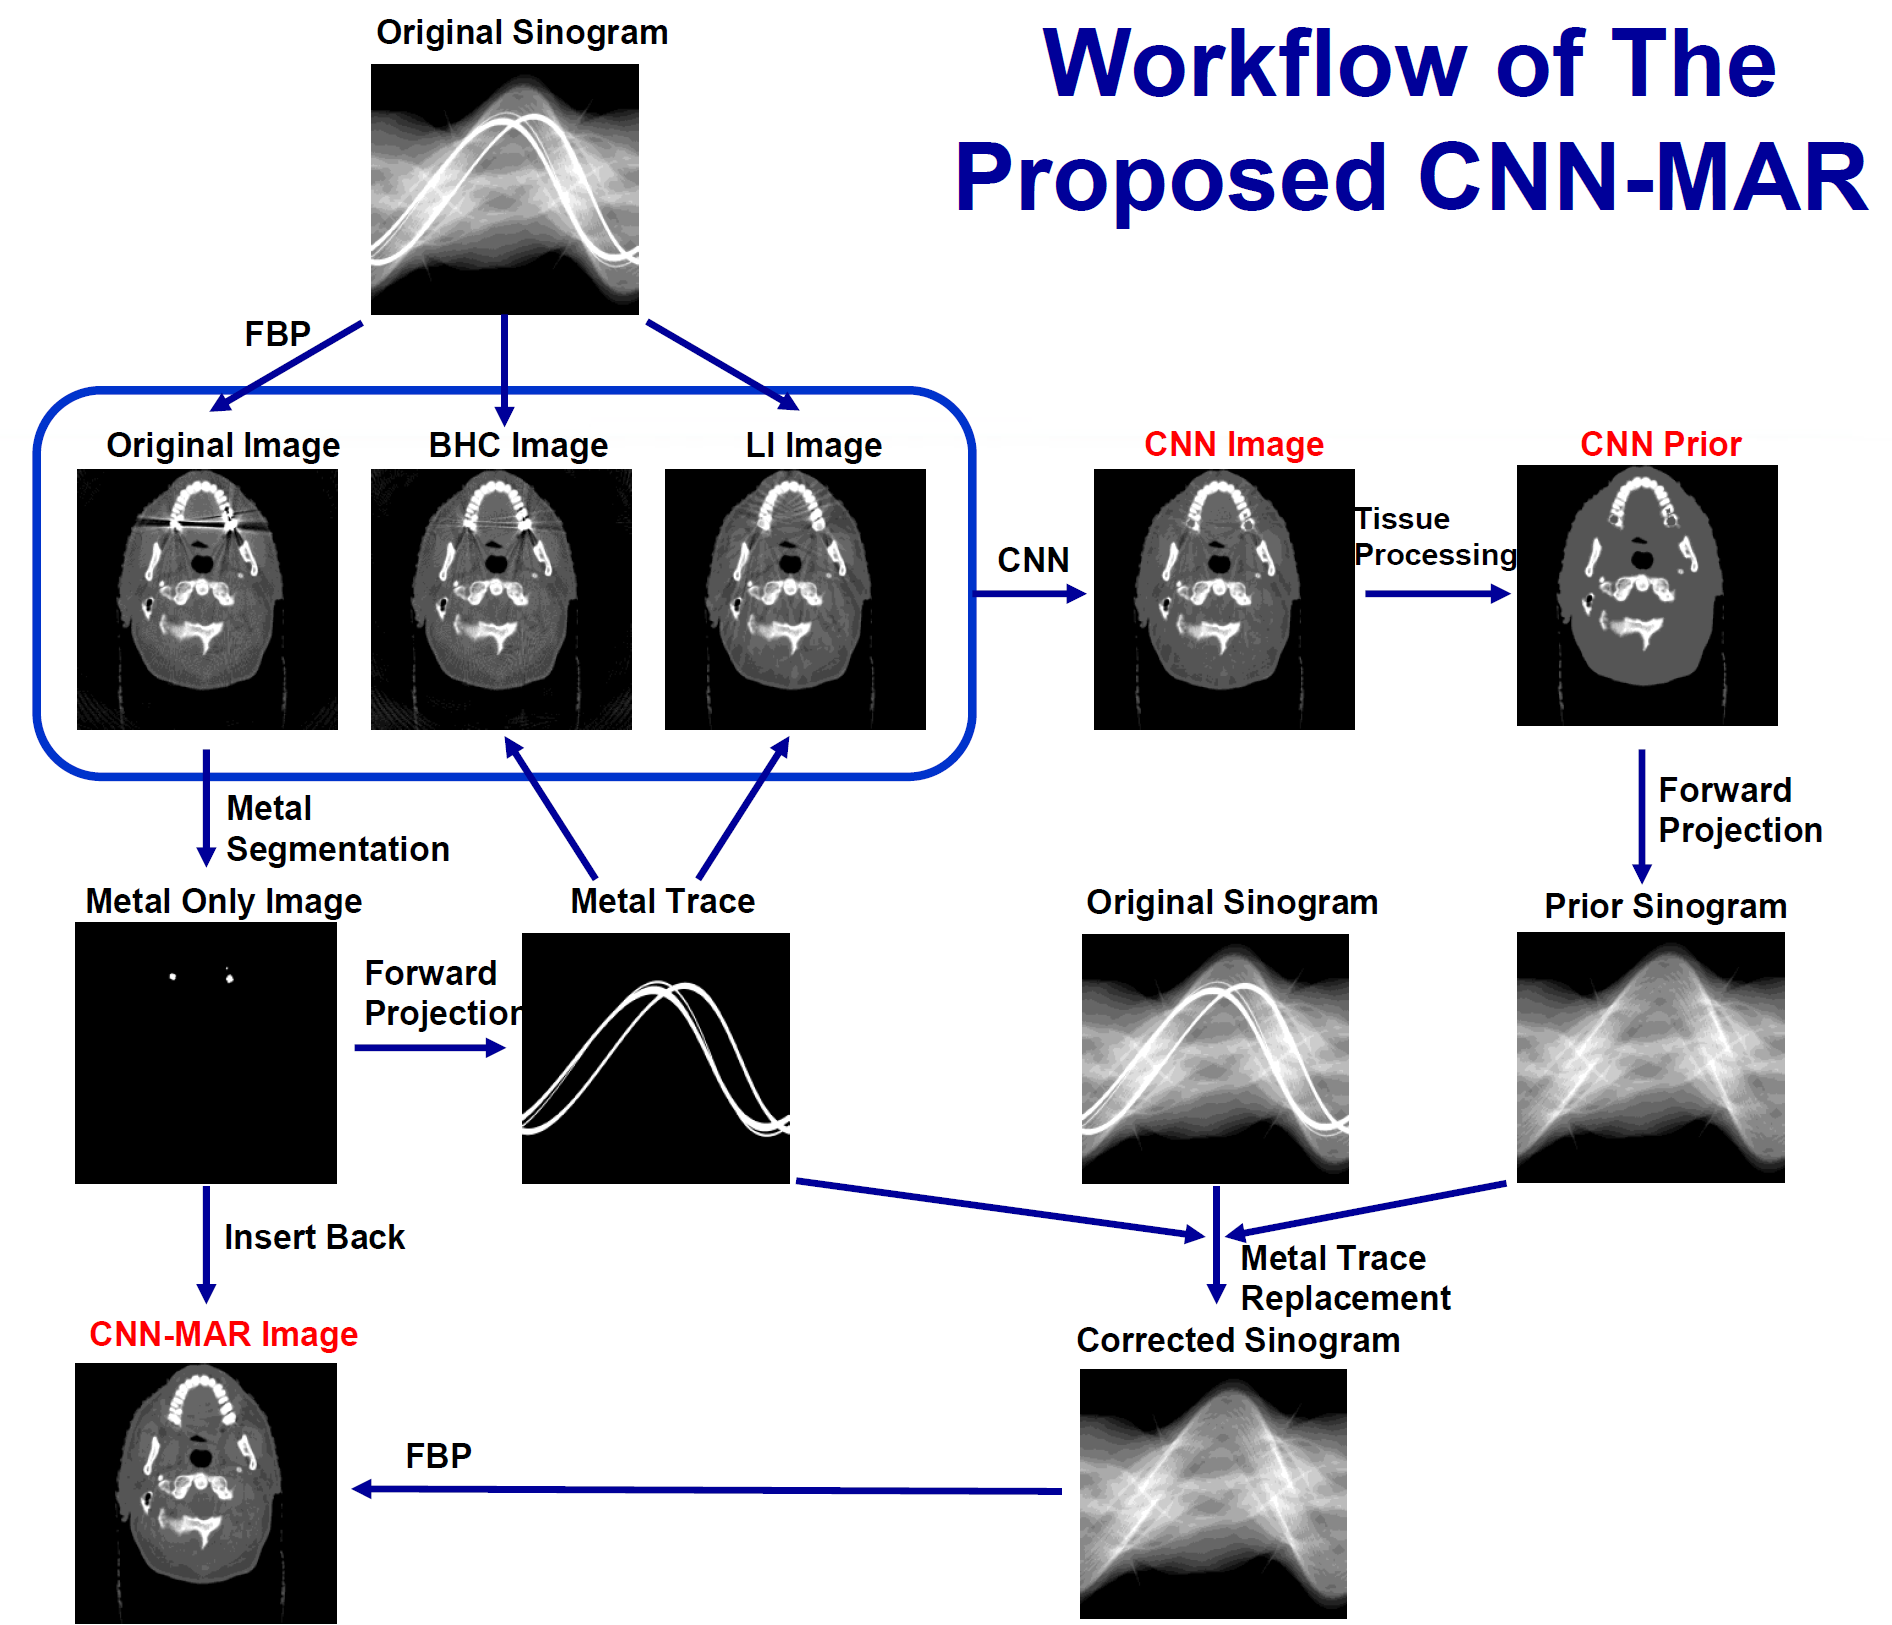 Original Sinogram
Workflow of The
Proposed CNN-MAR
FBP
Original Image
BHC Image
LI Image
CNN Image
CNN Prior
CNN
Tissue
Processing
Metal
Segmentation
Forward
Projection
Metal Only Image
Metal Trace
Original Sinogram
Prior Sinogram
Forward
Projection
Insert Back
Metal Trace
Replacement
CNN-MAR Image
Corrected Sinogram
FBP